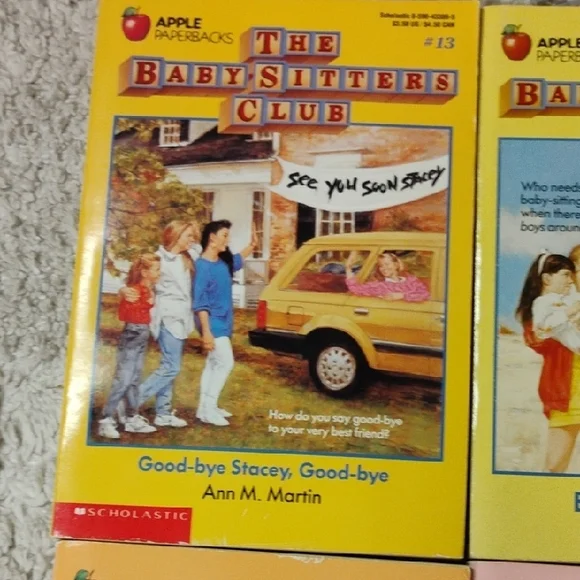 APPLE
PAPERBACKS
#13
THE
BABY-SITTERS
CLUB
SEE YOU SOON STACEY
How do you say good-bye
to your very best friend?
Good-bye Stacey, Good-bye
Ann M. Martin
SCHOLASTIC
APPLE
BA
Who needs
baby-sitting
when there
boys aroun